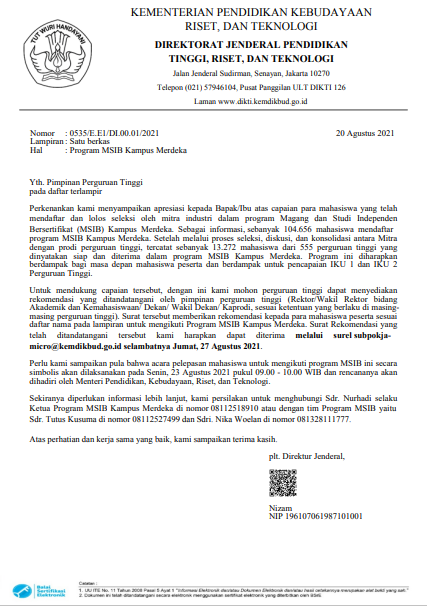 KEMENTERIAN PENDIDIKAN KEBUDAYAAN
RISET, DAN TEKNOLOGI
DIREKTORAT JENDERAL PENDIDIKAN
TINGGI, RISET, DAN TEKNOLOGI
Jalan Jenderal Sudirman, Senayan, Jakarta 10270
Telepon (021) 57946104, Pusat Panggilan ULT DIKTI 126
Laman www.dikti.kemdikbud.go.id
TUT WURI HANDAYANI
Nomor : 0535/E.E1/DI.00.01/2021 20 Agustus 2021
Lampiran : Satu berkas
Hal : Program MSIB Kampus Merdeka
Yth. Pimpinan Perguruan Tinggi
pada daftar terlampir
Perkenankan kami menyampaikan apresiasi kepada Bapak/Ibu atas capaian para mahasiswa yang telah
mendaftar dan lolos seleksi oleh mitra industri dalam program Magang dan Studi Independen
Bersertifikat (MSIB) Kampus Merdeka. Sebagai informasi, sebanyak 104.656 mahasiswa mendaftar
program MSIB Kampus Merdeka. Setelah melalui proses seleksi, diskusi, dan konsolidasi antara Mitra
dengan prodi perguruan tinggi, tercatat sebanyak 13.272 mahasiswa dari 555 perguruan tinggi yang
dinyatakan siap dan diterima dalam program MSIB Kampus Merdeka. Program ini diharapkan
berdampak bagi masa depan mahasiswa peserta dan berdampak untuk pencapaian IKU 1 dan IKU 2
Perguruan Tinggi.
Untuk mendukung capaian tersebut, dengan ini kami mohon perguruan tinggi dapat menyiapkan
rekomendasi yang ditandatangani oleh pimpinan perguruan tinggi (Rektor/Wakil Rektor bidang
Akademik dan Kemahasiswaan/ Dekan/ Wakil Dekan/ Kaprodi, sesuai ketentuan yang berlaku di masing-
masing perguruan tinggi). Surat tersebut memberikan rekomendasi kepada para mahasiswa peserta sesuai
daftar nama pada lampiran untuk mengikuti Program MSIB Kampus Merdeka. Surat Rekomendasi yang
telah ditandatangani tersebut kami harapkan dapat diterima melalui surel subpokja-
micro@kemdikbud.go.id selambatnya Jumat, 27 Agustus 2021.
Perlu kami sampaikan pula bahwa acara pelepasan mahasiswa untuk mengikuti program MSIB ini secara
simbolis akan dilaksanakan pada Senin, 23 Agustus 2021 pukul 09.00 - 10.00 WIB dan rencananya akan
dihadiri oleh Menteri Pendidikan, Kebudayaan, Riset, dan Teknologi.
Sekiranya diperlukan informasi lebih lanjut, kami persilakan untuk menghubungi Sdr. Nurhadi selaku
Ketua Program MSIB Kampus Merdeka di nomor 08112518910 atau dengan tim Program MSIB yaitu
Sdr. Tutus Kusuma di nomor 08112527499 dan Sdri. Nika Woelan di nomor 081328111777.
Atas perhatian dan kerja sama yang baik, kami sampaikan terima kasih.
plt. Direktur Jenderal,
Nizam
NIP 196107061987101001
Balai
Sertifikasi
Elektronik
Catatan :
1. UU ITE No. 11 Tahun 2008 Pasal 5 Ayat 1 "Informasi Elektronik dan/atau Dokumen Elektronik dan/atau hasil cetakannya merupakan alat bukti yang sah."
2. Dokumen ini telah ditandatangani secara elektronik menggunakan sertifikat elektronik yang diterbitkan oleh BSrE